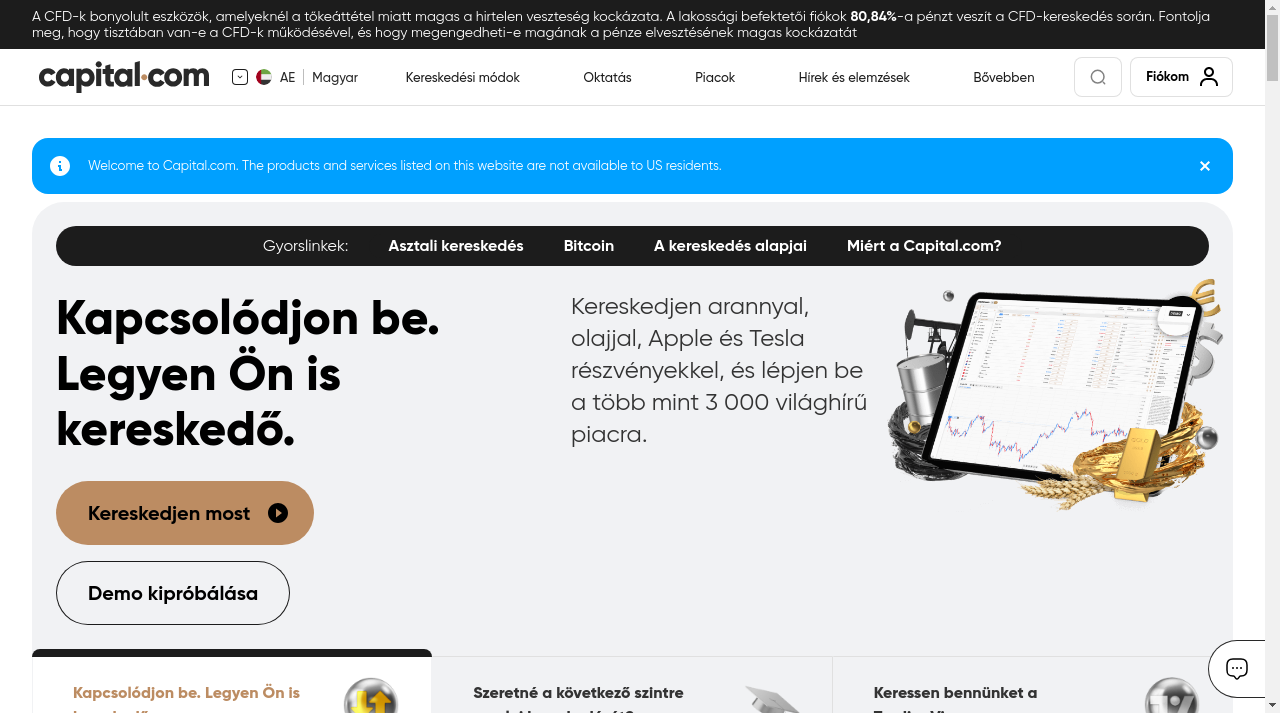 A CFD-k bonyolult eszközök, amelyeknél a tőkeáttétel miatt magas a hirtelen veszteség kockázata. A lakossági befektetői fiókok 80,84%-a pénzt veszít a CFD-kereskedés során. Fontolja
meg, hogy tisztában van-e a CFD-k működésével, és hogy megengedheti-e magának a pénze elvesztésének magas kockázatát
capital.com
AE
Magyar
Kereskedési módok
Oktatás
Piacok
Hírek és elemzések
Bővebben
Fiókom
Welcome to Capital.com. The products and services listed on this website are not available to US residents.
Gyorslinkek:
Asztali kereskedés
Bitcoin
A kereskedés alapjai
Miért a Capital.com?
Kapcsolódjon be.
Legyen Ön is
kereskedő.
Kereskedjen arannyal,
olajjal, Apple és Tesla
részvényekkel, és lépjen be
a több mint 3 000 világhírű
piacra.
Kereskedjen most
Demo kipróbálása
Kapcsolódjon be. Legyen Ön is
Szeretné a következő szintre
Keressen bennünket a